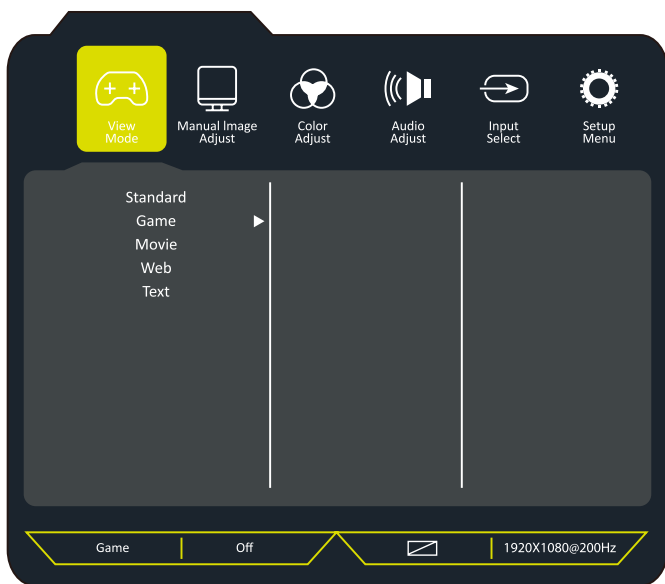 View
Mode
Manual Image
Adjust
Color
Adjust
Audio
Adjust
Input
Select
Setup
Menu
Standard
Game
Movie
Web
Text
Game
Off
1920X1080@200Hz